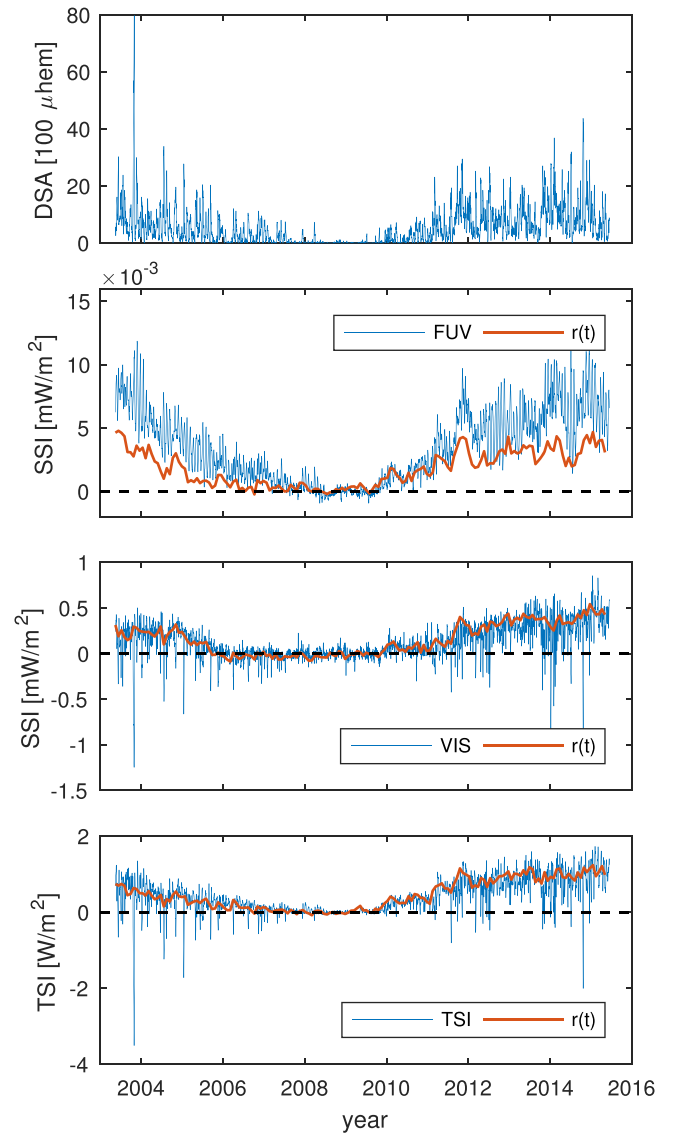 80
60
40
20
0
DSA [100 μhem]
×10⁻³
15
10
5
0
SSI [mW/m²]
FUV r(t)
1
0.5
0
-0.5
-1
-1.5
SSI [mW/m²]
VIS r(t)
2
0
-2
-4
TSI [W/m²]
TSI r(t)
2004 2006 2008 2010 2012 2014 2016
year